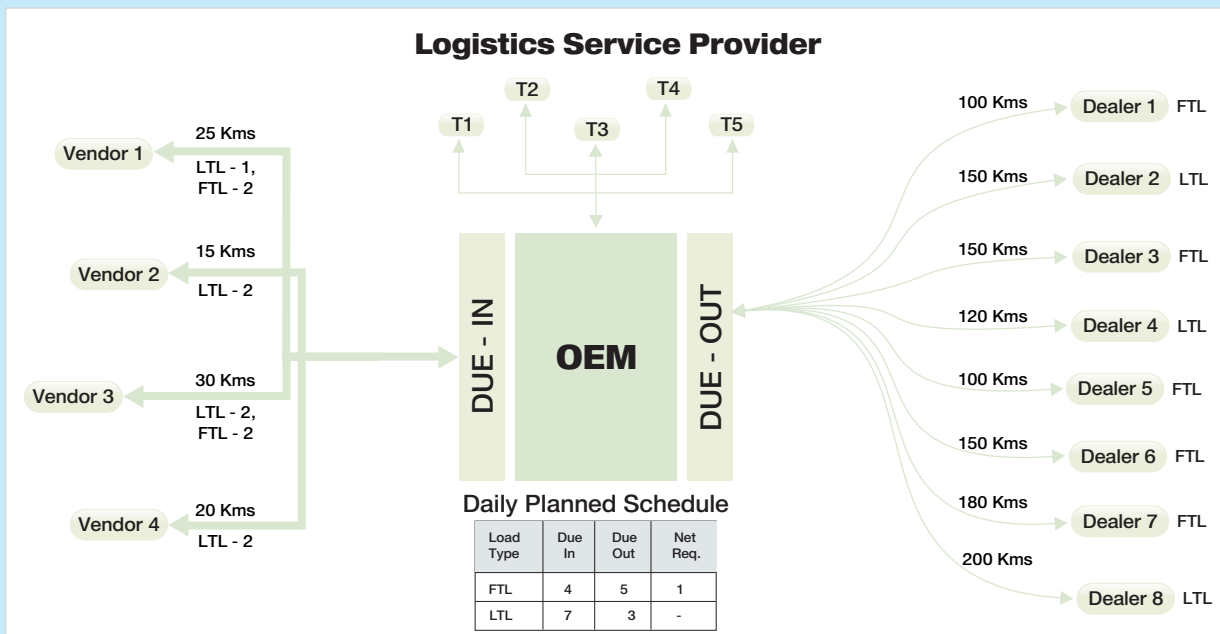 Logistics Service Provider
T1
T2
T3
T4
T5
Vendor 1
25 Kms
LTL - 1,
FTL - 2
Vendor 2
15 Kms
LTL - 2
Vendor 3
30 Kms
LTL - 2,
FTL - 2
Vendor 4
20 Kms
LTL - 2
DUE - IN
OEM
DUE - OUT
100 Kms
Dealer 1 FTL
150 Kms
Dealer 2 LTL
150 Kms
Dealer 3 FTL
120 Kms
Dealer 4 LTL
100 Kms
Dealer 5 FTL
150 Kms
Dealer 6 FTL
180 Kms
Dealer 7 FTL
200 Kms
Dealer 8 LTL
Daily Planned Schedule
Load Type Due In Due Out Net Req.
FTL 4 5 1
LTL 7 3 -